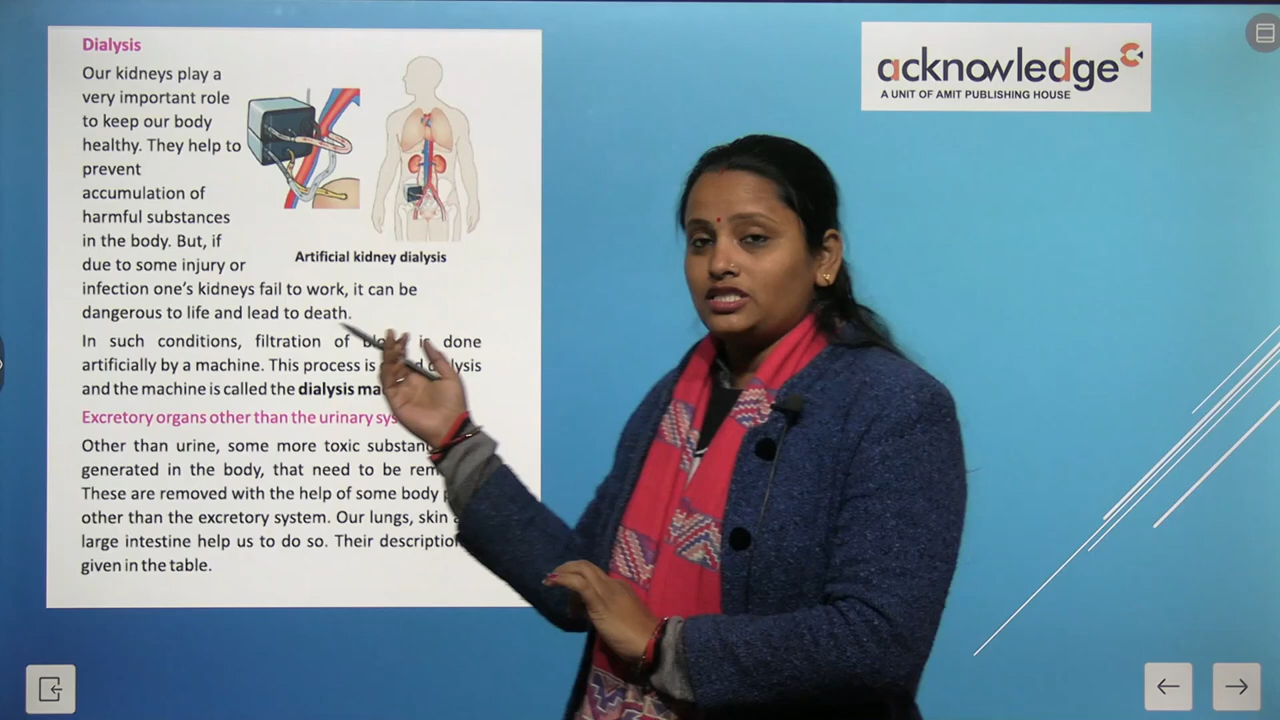 Dialysis
Our kidneys play a
very important role
to keep our body
healthy. They help to
prevent
accumulation of
harmful substances
in the body. But, if
due to some injury or
infection one's kidneys fail to work, it can be
dangerous to life and lead to death.
Artificial kidney dialysis
In such conditions, filtration of is done
artificially by a machine. This process is
and the machine is called the dialysis
Excretory organs other than the urinary
Other than urine, some more toxic
generated in the body, that need to be
These are removed with the help of some body
other than the excretory system. Our lungs, skin
large intestine help us to do so. Their
given in the table.
acknowledge
A UNIT OF AMIT PUBLISHING HOUSE